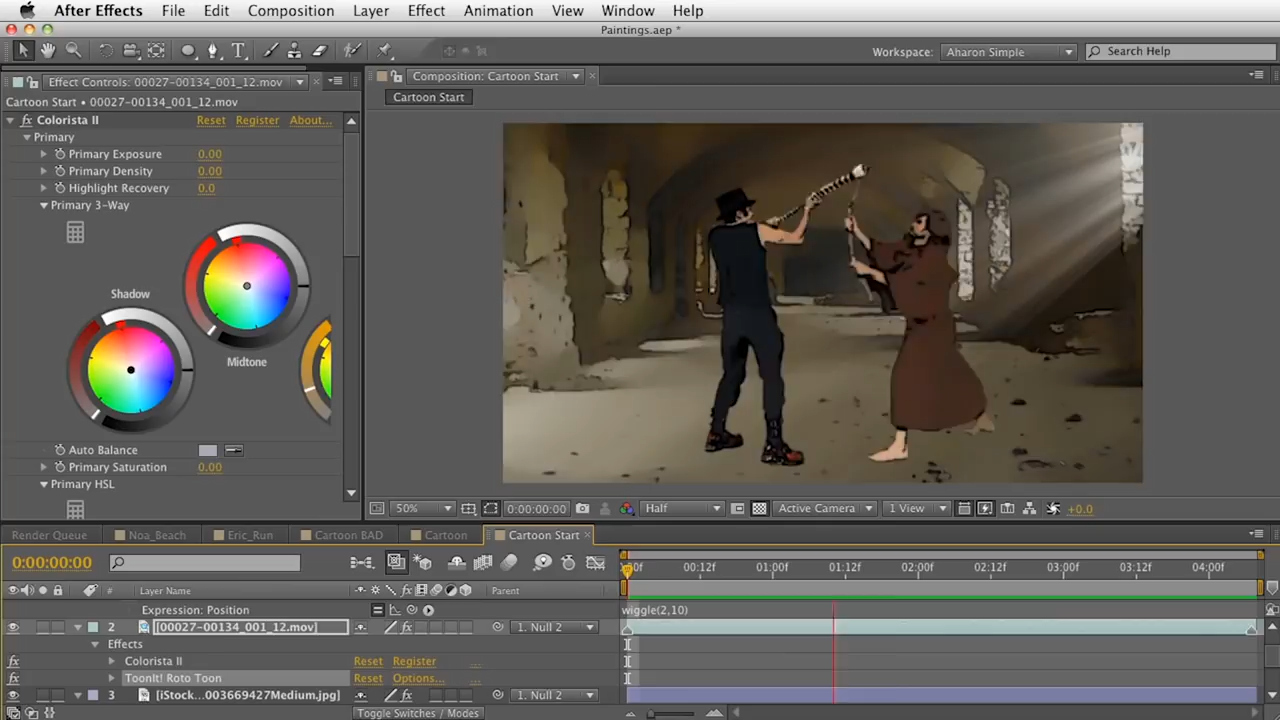 After Effects File Edit Composition Layer Effect Animation View Window Help
Paintings.aep *
Workspace: Aharon Simple Search Help
Effect Controls: 00027-00134_001_12.mov
Composition: Cartoon Start
Cartoon Start • 00027-00134_001_12.mov
Cartoon Start
fx Colorista II Reset Register About...
Primary
Primary Exposure 0.00
Primary Density 0.00
Highlight Recovery 0.0
Primary 3-Way
Shadow
Midtone
Auto Balance
Primary Saturation 0.00
Primary HSL
50% 0:00:00:00 Half Active Camera 1 View +0.0
Render Queue Noa_Beach Eric_Run Cartoon BAD Cartoon Cartoon Start
0:00:00:00 :00f 00:12f 01:00f 01:12f 02:00f 02:12f 03:00f 03:12f 04:00f
# Layer Name Parent
Expression: Position wiggle(2,10)
2 [00027-00134_001_12.mov] fx 1. Null 2
Effects
fx Colorista II Reset Register ...
fx ToonIt! Roto Toon Reset Options... ...
3 [iStock...003669427Medium.jpg] fx 1. Null 2
Toggle Switches / Modes